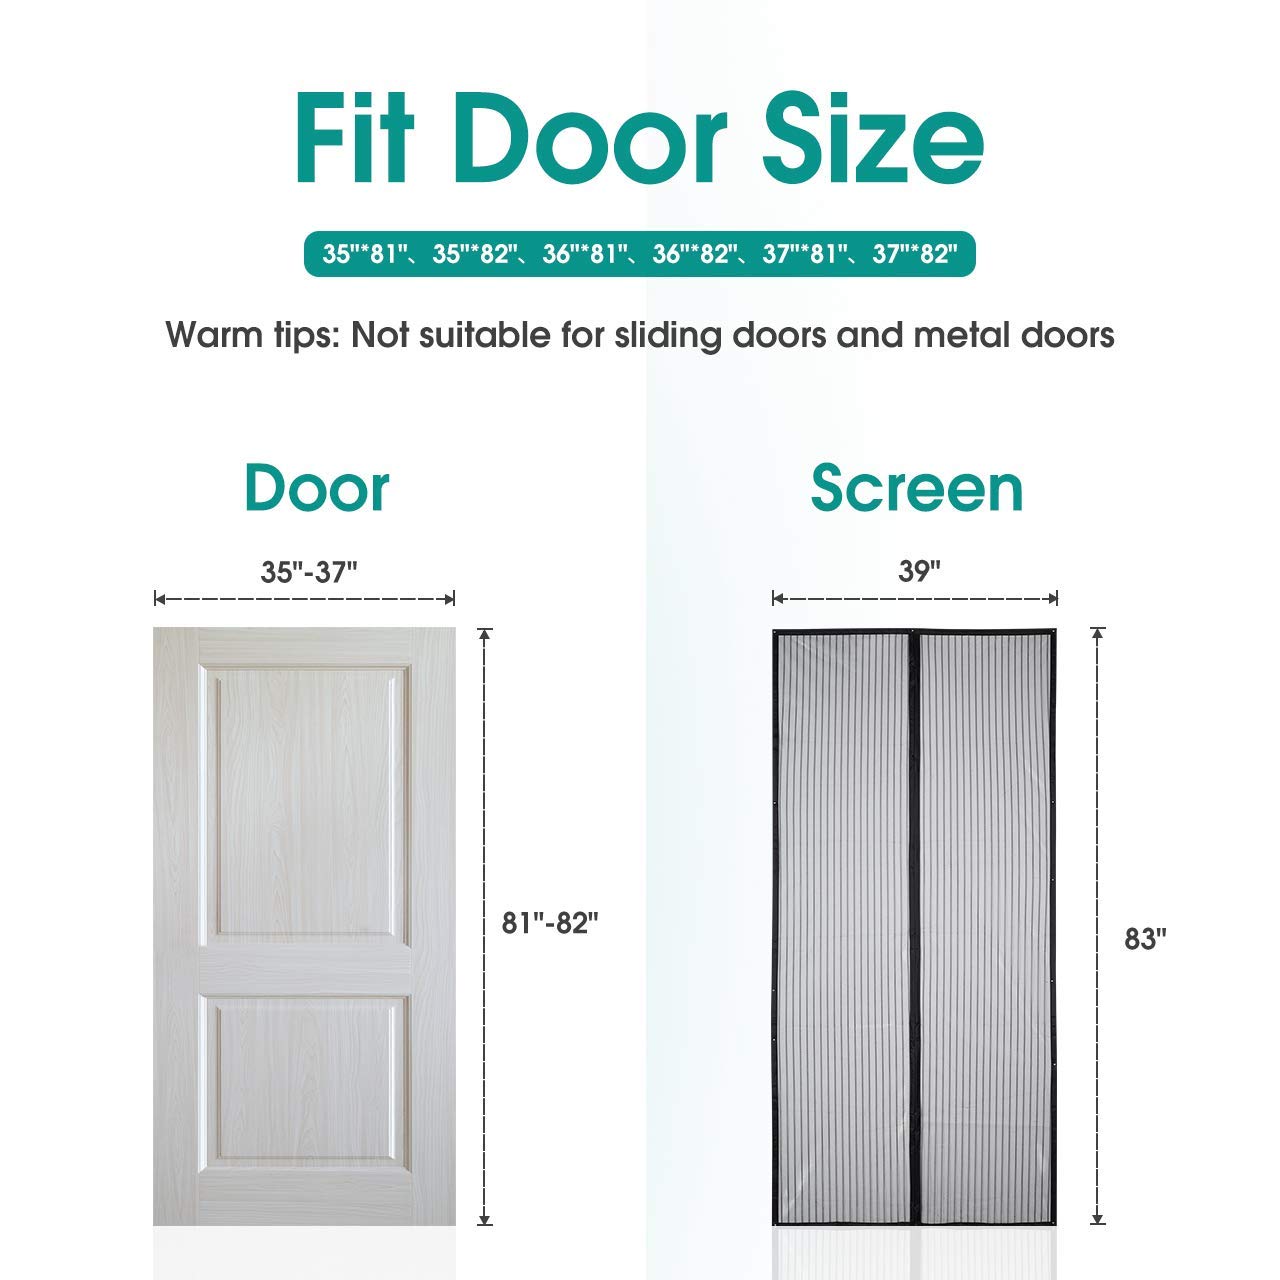 Fit Door Size
35"*81"、35"*82"、36"*81"、36"*82"、37"*81"、37"*82"
Warm tips: Not suitable for sliding doors and metal doors
Door
35"-37"
81"-82"
Screen
39"
83"